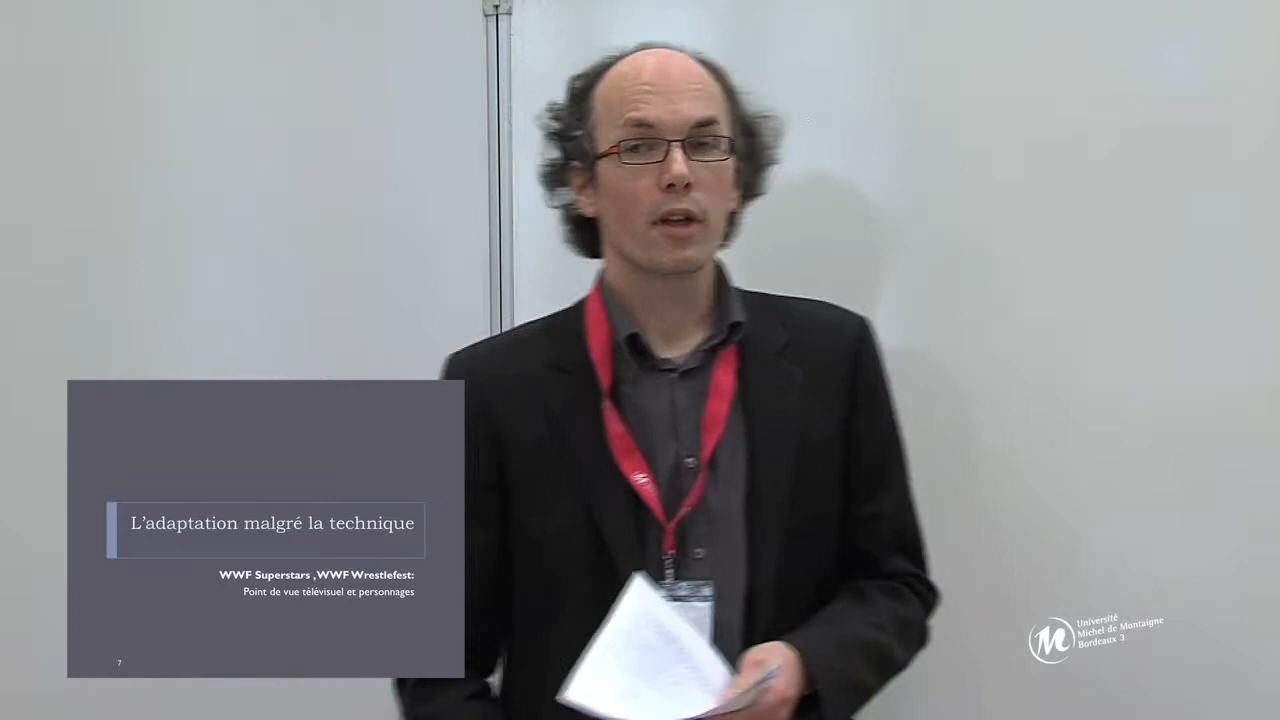 L'adaptation malgré la technique
WWF Superstars ,WWF Wrestlefest:
Point de vue télévisuel et personnages
7
Université
Michel de Montaigne
Bordeaux 3